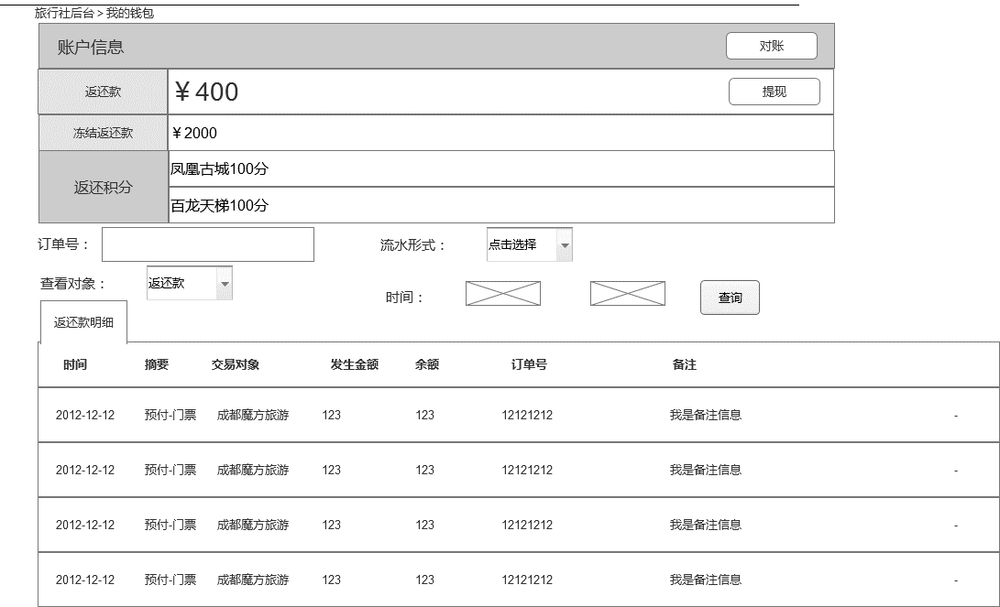 旅行社后台 > 我的钱包
账户信息 对账
返还款 ¥400 提现
冻结返还款 ¥2000
返还积分
凤凰古城100分
百龙天梯100分
订单号： 流水形式： 点击选择
查看对象： 返还款 时间： 查询
返还款明细
时间 摘要 交易对象 发生金额 余额 订单号 备注
2012-12-12 预付-门票 成都魔方旅游 123 123 12121212 我是备注信息 -
2012-12-12 预付-门票 成都魔方旅游 123 123 12121212 我是备注信息 -
2012-12-12 预付-门票 成都魔方旅游 123 123 12121212 我是备注信息 -
2012-12-12 预付-门票 成都魔方旅游 123 123 12121212 我是备注信息 -